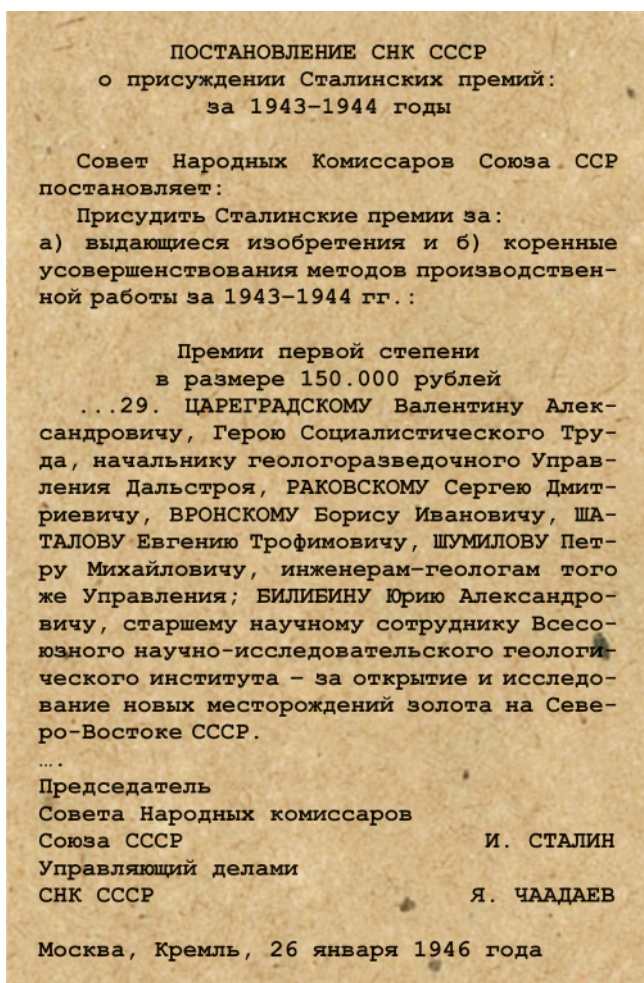 ПОСТАНОВЛЕНИЕ СНК СССР
о присуждении Сталинских премий:
за 1943–1944 годы
Совет Народных Комиссаров Союза ССР
постановляет:
Присудить Сталинские премии за:
а) выдающиеся изобретения и б) коренные
усовершенствования методов производствен-
ной работы за 1943–1944 гг.:
Премии первой степени
в размере 150.000 рублей
...29. ЦАРЕГРАДСКОМУ Валентину Алек-
сандровичу, Герою Социалистического Тру-
да, начальнику геологоразведочного Управ-
ления Дальстроя, РАКОВСКОМУ Сергею Дмит-
риевичу, ВРОНСКОМУ Борису Ивановичу, ША-
ТАЛОВУ Евгению Трофимовичу, ШУМИЛОВУ Пет-
ру Михайловичу, инженерам–геологам того
же Управления; БИЛИБИНУ Юрию Александро-
вичу, старшему научному сотруднику Всесо-
юзного научно-исследовательского геологи-
ческого института – за открытие и исследо-
вание новых месторождений золота на Севе-
ро-Востоке СССР.
….
Председатель
Совета Народных комиссаров
Союза СССР И. СТАЛИН
Управляющий делами
СНК СССР Я. ЧААДАЕВ
Москва, Кремль, 26 января 1946 года